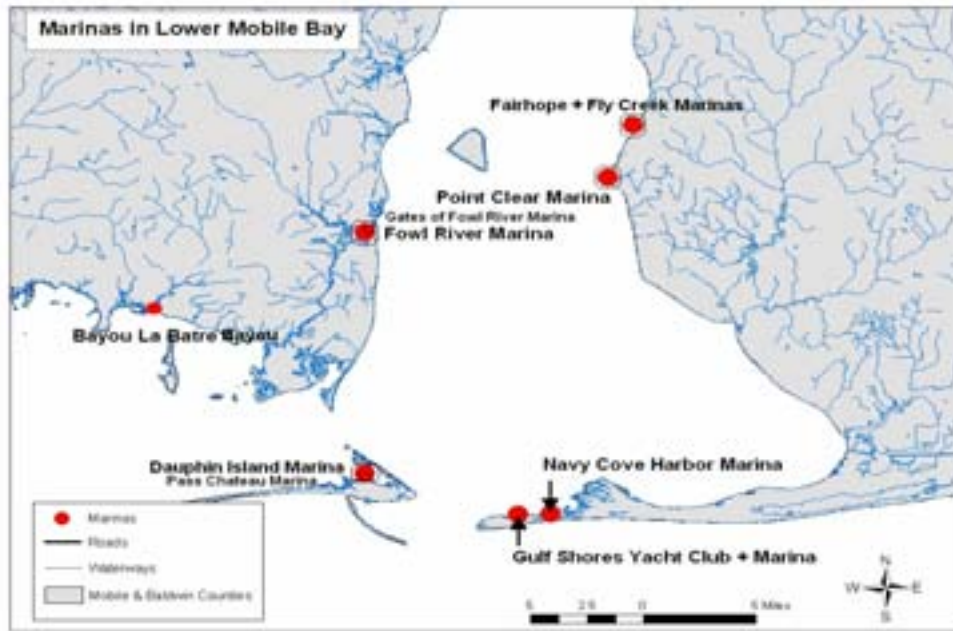 Marinas in Lower Mobile Bay
Fairhope + Fly Creek Marinas
Point Clear Marina
Gates of Fowl River Marina
Fowl River Marina
Bayou La Batre Bayou
Dauphin Island Marina
Pass Chateau Marina
Navy Cove Harbor Marina
Gulf Shores Yacht Club + Marina
Marinas
Roads
Waterways
Mobile & Baldwin Counties
5 2.5 0 5 Miles
N
W E
S